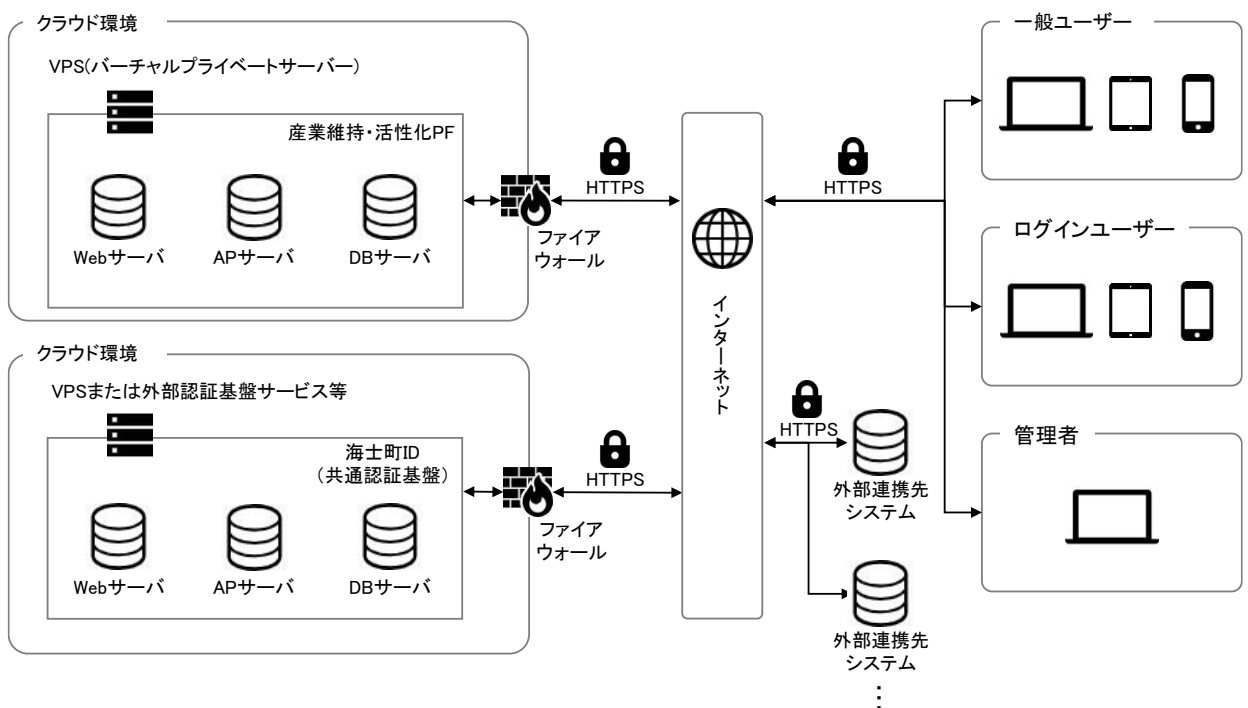 クラウド環境
VPS(バーチャルプライベートサーバー)
産業維持・活性化PF
Webサーバ
APサーバ
DBサーバ
ファイア
ウォール
HTTPS
クラウド環境
VPSまたは外部認証基盤サービス等
海士町ID
(共通認証基盤)
Webサーバ
APサーバ
DBサーバ
ファイア
ウォール
HTTPS
インターネット
HTTPS
HTTPS
外部連携先
システム
外部連携先
システム
⋮
一般ユーザー
ログインユーザー
管理者